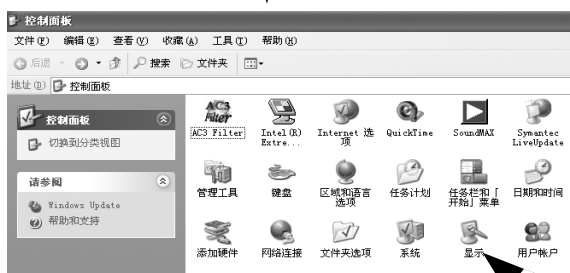 控制面板
文件(F) 编辑(E) 查看(V) 收藏(A) 工具(T) 帮助(H)
后退 搜索 文件夹
地址(D) 控制面板
控制面板
切换到分类视图
请参阅
Windows Update
帮助和支持
AC3 Filter
AC3 Filter Intel(R) Extre... Internet 选项 QuickTime SoundMAX Symantec LiveUpdate
管理工具 键盘 区域和语言选项 任务计划 任务栏和「开始」菜单 日期和时间
添加硬件 网络连接 文件夹选项 系统 显示 用户帐户